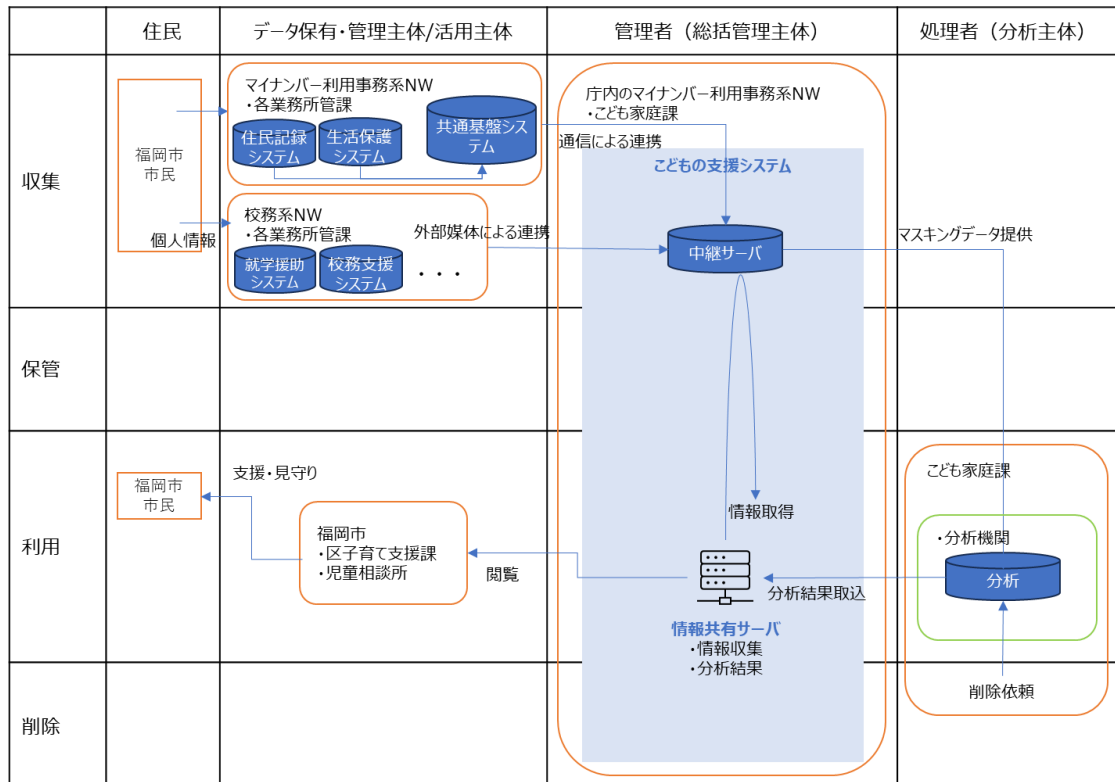 住民
データ保有・管理主体/活用主体
管理者（総括管理主体）
処理者（分析主体）
収集
福岡市
市民
個人情報
マイナンバー利用事務系NW
・各業務所管課
住民記録
システム
生活保護
システム
共通基盤シス
テム
校務系NW
・各業務所管課
就学援助
システム
校務支援
システム
・・・
外部媒体による連携
庁内のマイナンバー利用事務系NW
・こども家庭課
通信による連携
こどもの支援システム
中継サーバ
マスキングデータ提供
保管
利用
福岡市
市民
支援・見守り
福岡市
・区子育て支援課
・児童相談所
閲覧
情報取得
分析結果取込
情報共有サーバ
・情報収集
・分析結果
こども家庭課
・分析機関
分析
削除依頼
削除